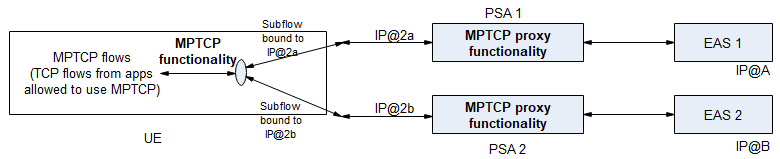 PSA 1
Subflow
bound to
IP@2a
MPTCP
functionality
MPTCP flows
(TCP flows from apps
allowed to use MPTCP)
IP@2a
MPTCP proxy
functionality
EAS 1
IP@A
Subflow
bound to
IP@2b
IP@2b
MPTCP proxy
functionality
EAS 2
UE
PSA 2
IP@B